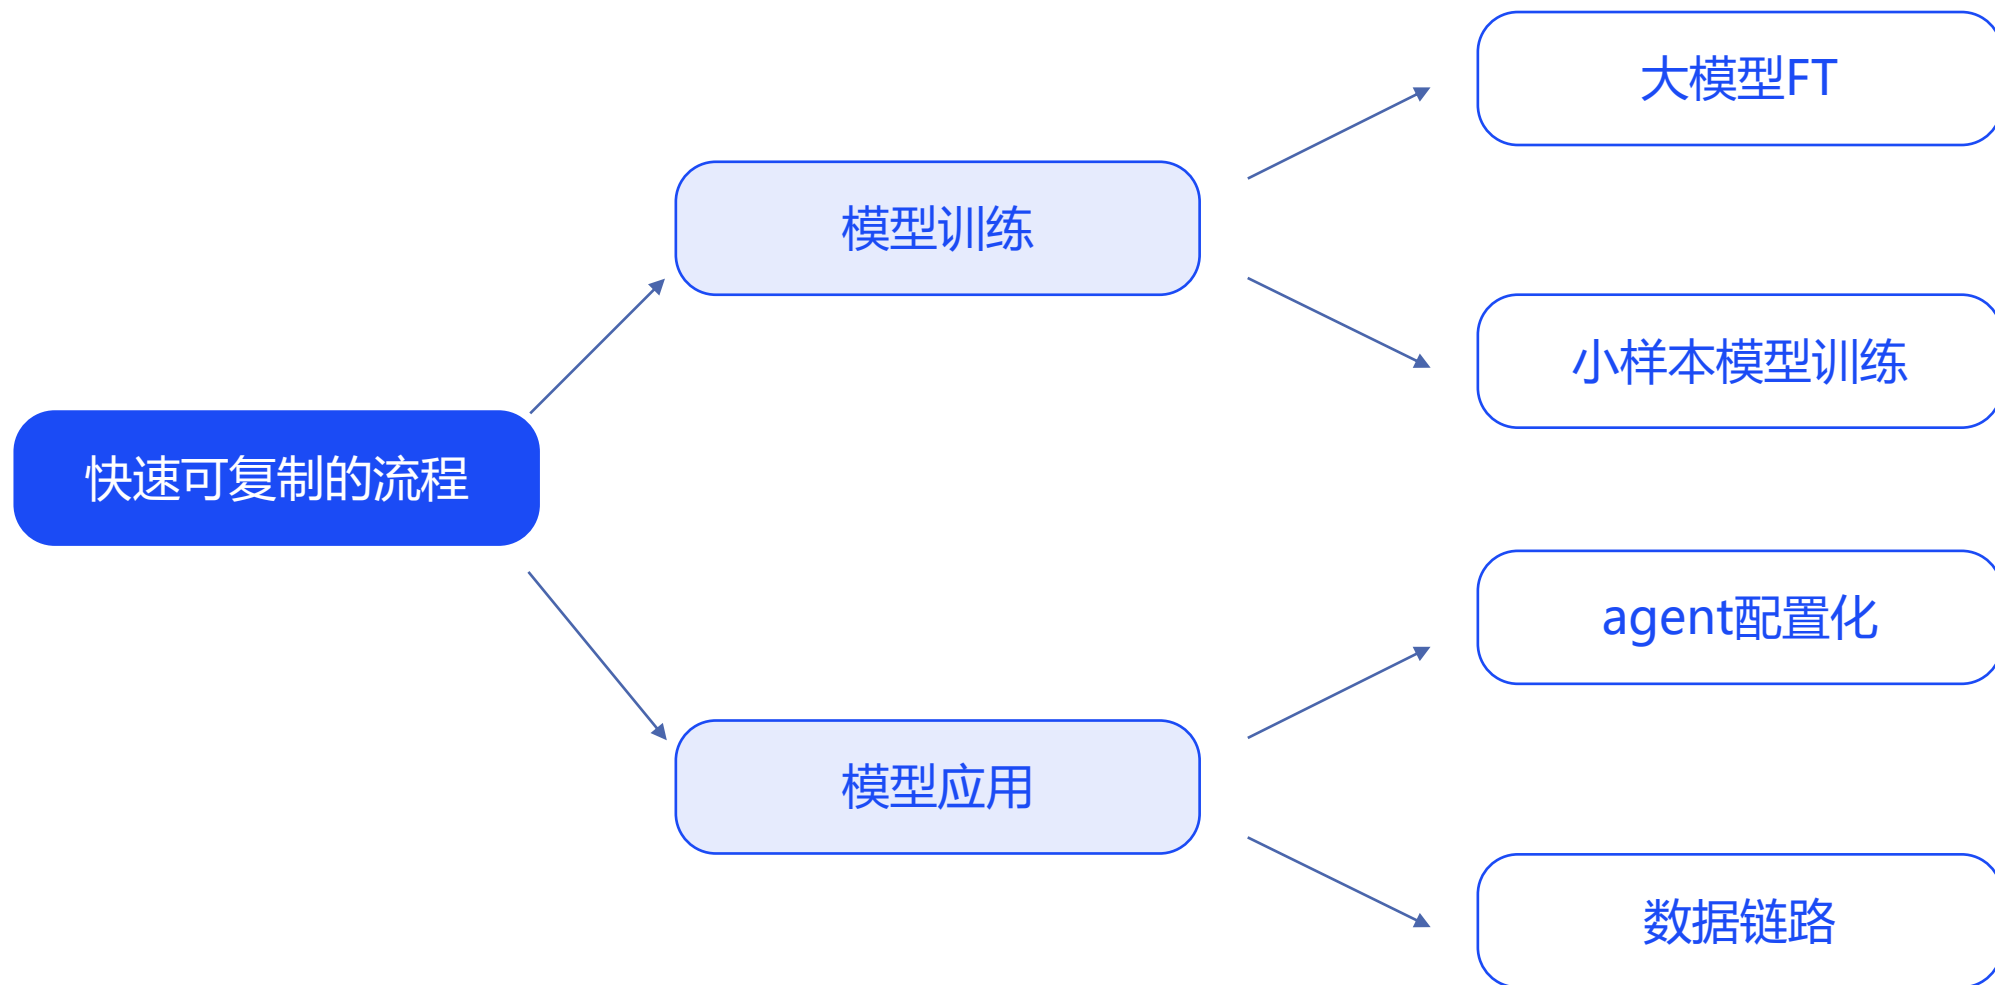 大模型FT
模型训练
小样本模型训练
快速可复制的流程
agent配置化
模型应用
数据链路